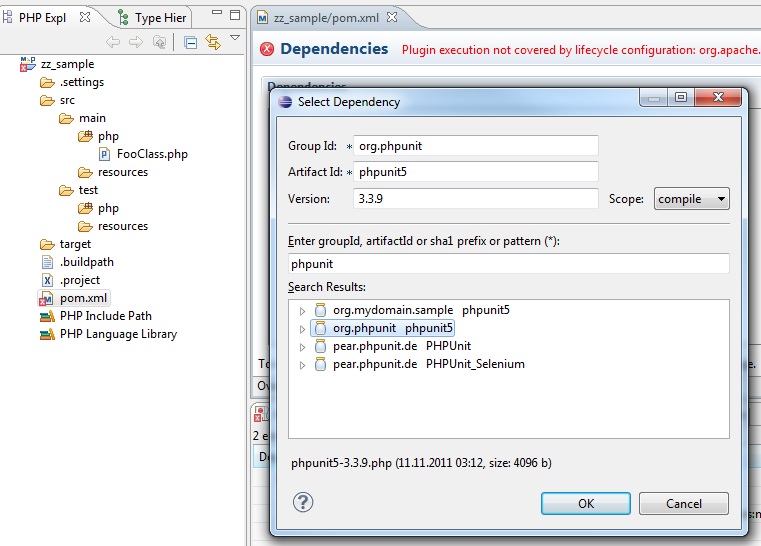 PHP Expl
Type Hier
zz_sample
.settings
src
main
php
FooClass.php
resources
test
php
resources
target
.buildpath
.project
pom.xml
PHP Include Path
PHP Language Library
zz_sample/pom.xml
Dependencies Plugin execution not covered by lifecycle configuration: org.apache.
Dependencies
Select Dependency
Group Id: * org.phpunit
Artifact Id: * phpunit5
Version: 3.3.9 Scope: compile
Enter groupId, artifactId or sha1 prefix or pattern (*):
phpunit
Search Results:
org.mydomain.sample phpunit5
org.phpunit phpunit5
pear.phpunit.de PHPUnit
pear.phpunit.de PHPUnit_Selenium
phpunit5-3.3.9.php (11.11.2011 03:12, size: 4096 b)
OK Cancel
To
Ov
2 e